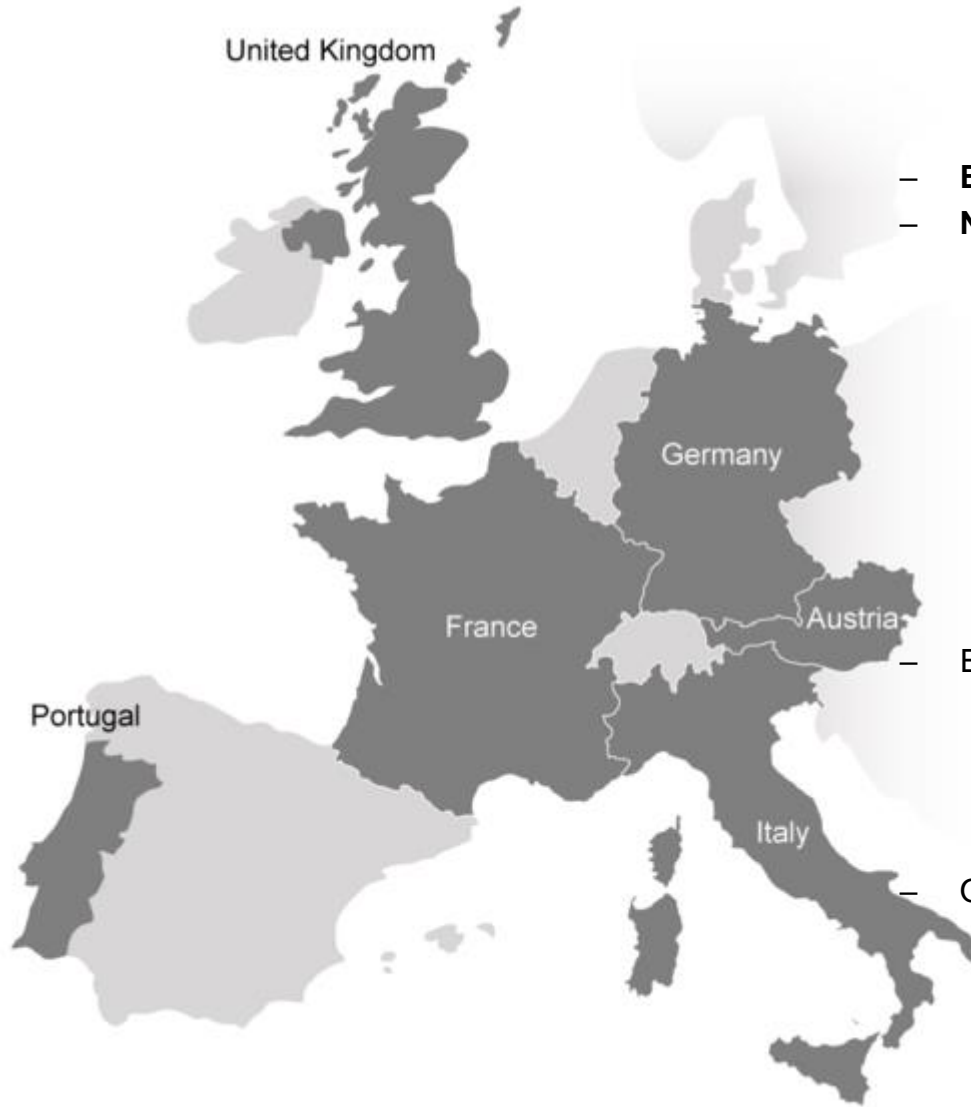 United Kingdom
–
–
Germany
France
Austria
–
Portugal
Italy
–